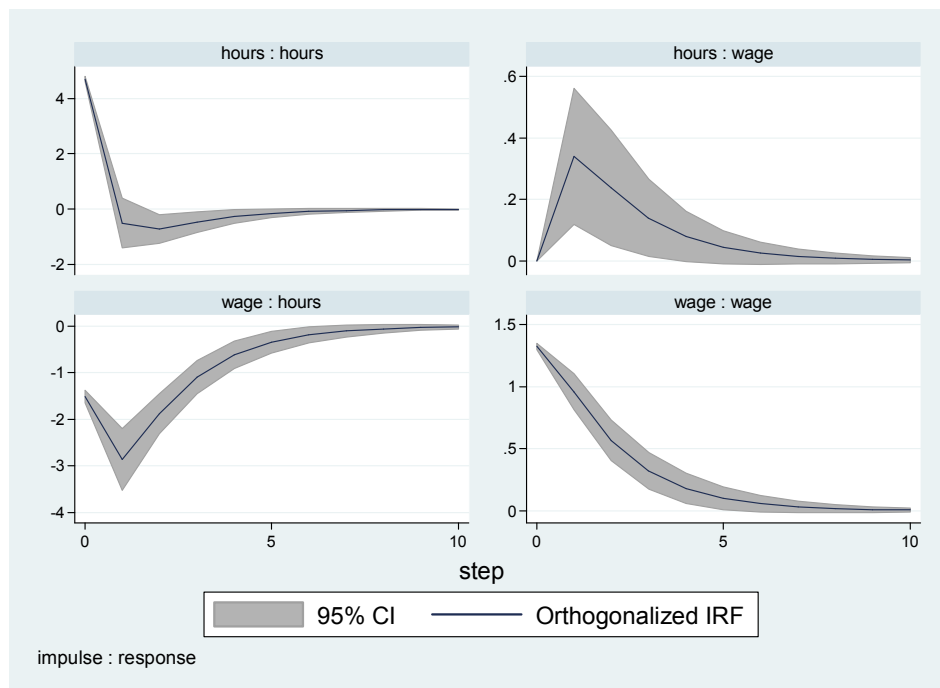 hours : hours
hours : wage
4
2
0
-2
.6
.4
.2
0
wage : hours
wage : wage
0
-1
-2
-3
-4
1.5
1
.5
0
0 5 10
0 5 10
step
95% CI Orthogonalized IRF
impulse : response